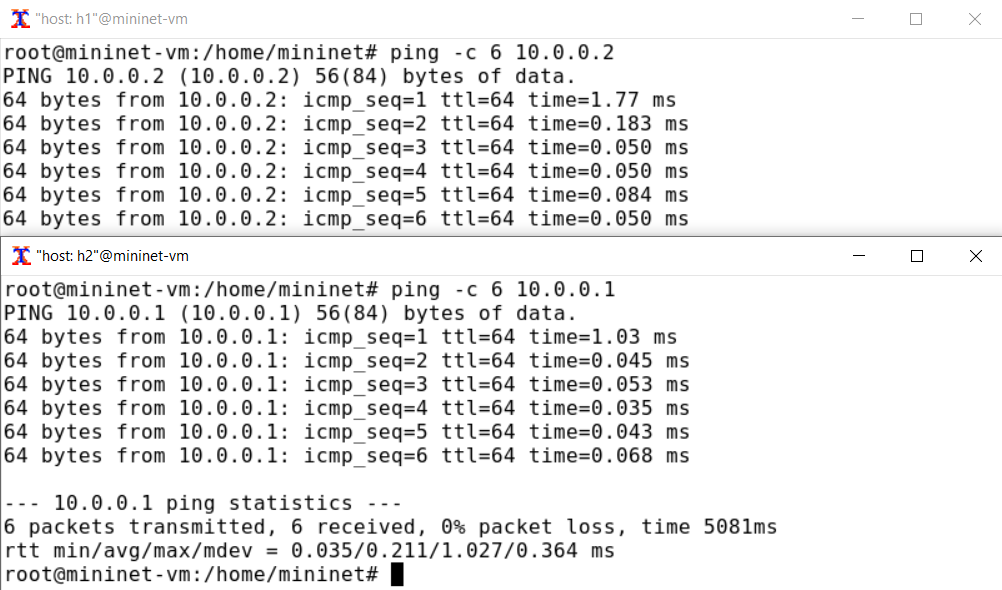 "host: h1"@mininet-vm
root@mininet-vm:/home/mininet# ping -c 6 10.0.0.2
PING 10.0.0.2 (10.0.0.2) 56(84) bytes of data.
64 bytes from 10.0.0.2: icmp_seq=1 ttl=64 time=1.77 ms
64 bytes from 10.0.0.2: icmp_seq=2 ttl=64 time=0.183 ms
64 bytes from 10.0.0.2: icmp_seq=3 ttl=64 time=0.050 ms
64 bytes from 10.0.0.2: icmp_seq=4 ttl=64 time=0.050 ms
64 bytes from 10.0.0.2: icmp_seq=5 ttl=64 time=0.084 ms
64 bytes from 10.0.0.2: icmp_seq=6 ttl=64 time=0.050 ms
"host: h2"@mininet-vm
root@mininet-vm:/home/mininet# ping -c 6 10.0.0.1
PING 10.0.0.1 (10.0.0.1) 56(84) bytes of data.
64 bytes from 10.0.0.1: icmp_seq=1 ttl=64 time=1.03 ms
64 bytes from 10.0.0.1: icmp_seq=2 ttl=64 time=0.045 ms
64 bytes from 10.0.0.1: icmp_seq=3 ttl=64 time=0.053 ms
64 bytes from 10.0.0.1: icmp_seq=4 ttl=64 time=0.035 ms
64 bytes from 10.0.0.1: icmp_seq=5 ttl=64 time=0.043 ms
64 bytes from 10.0.0.1: icmp_seq=6 ttl=64 time=0.068 ms
--- 10.0.0.1 ping statistics ---
6 packets transmitted, 6 received, 0% packet loss, time 5081ms
rtt min/avg/max/mdev = 0.035/0.211/1.027/0.364 ms
root@mininet-vm:/home/mininet#